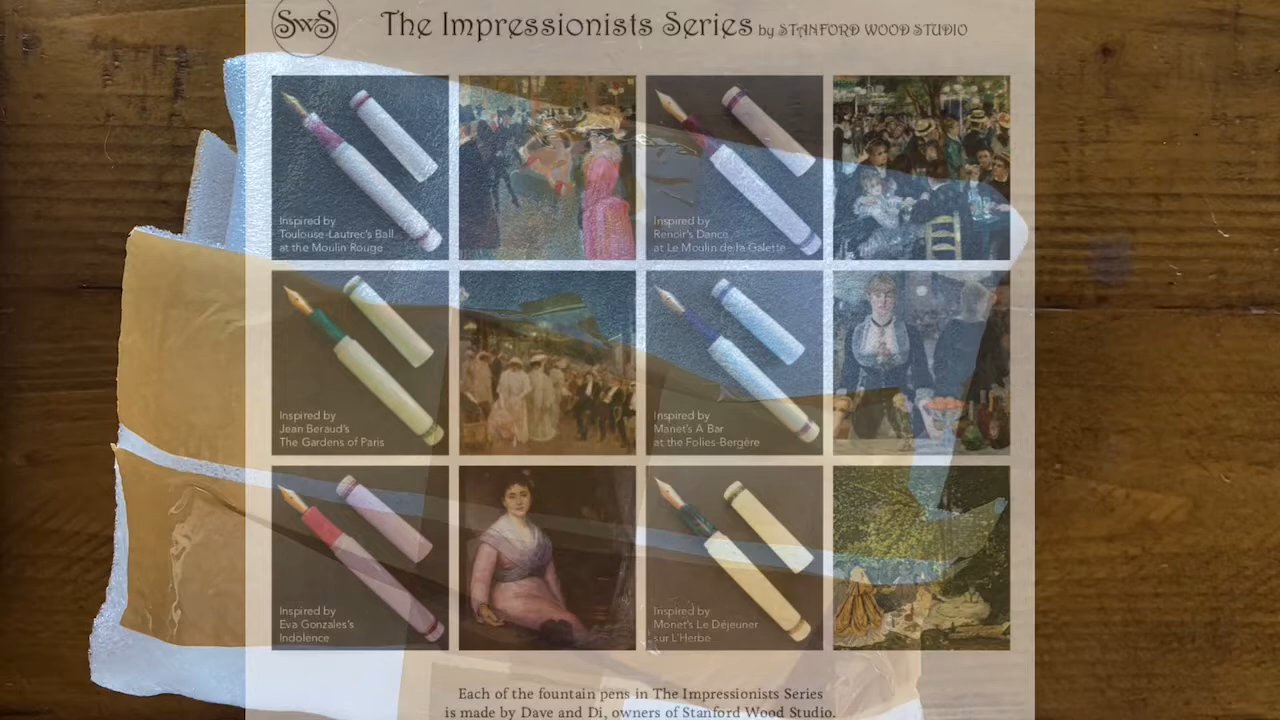 SWS
The Impressionists Series by STANFORD WOOD STUDIO
Inspired by
Toulouse-Lautrec's Ball
at the Moulin Rouge
Inspired by
Renoir's Dance
at Le Moulin de la Galette
Inspired by
Jean Beraud's
The Gardens of Paris
Inspired by
Manet's A Bar
at the Folies-Bergère
Inspired by
Eva Gonzales's
Indolence
Inspired by
Monet's Le Déjeuner
sur L'Herbe
Each of the fountain pens in The Impressionists Series
is made by Dave and Di, owners of Stanford Wood Studio.